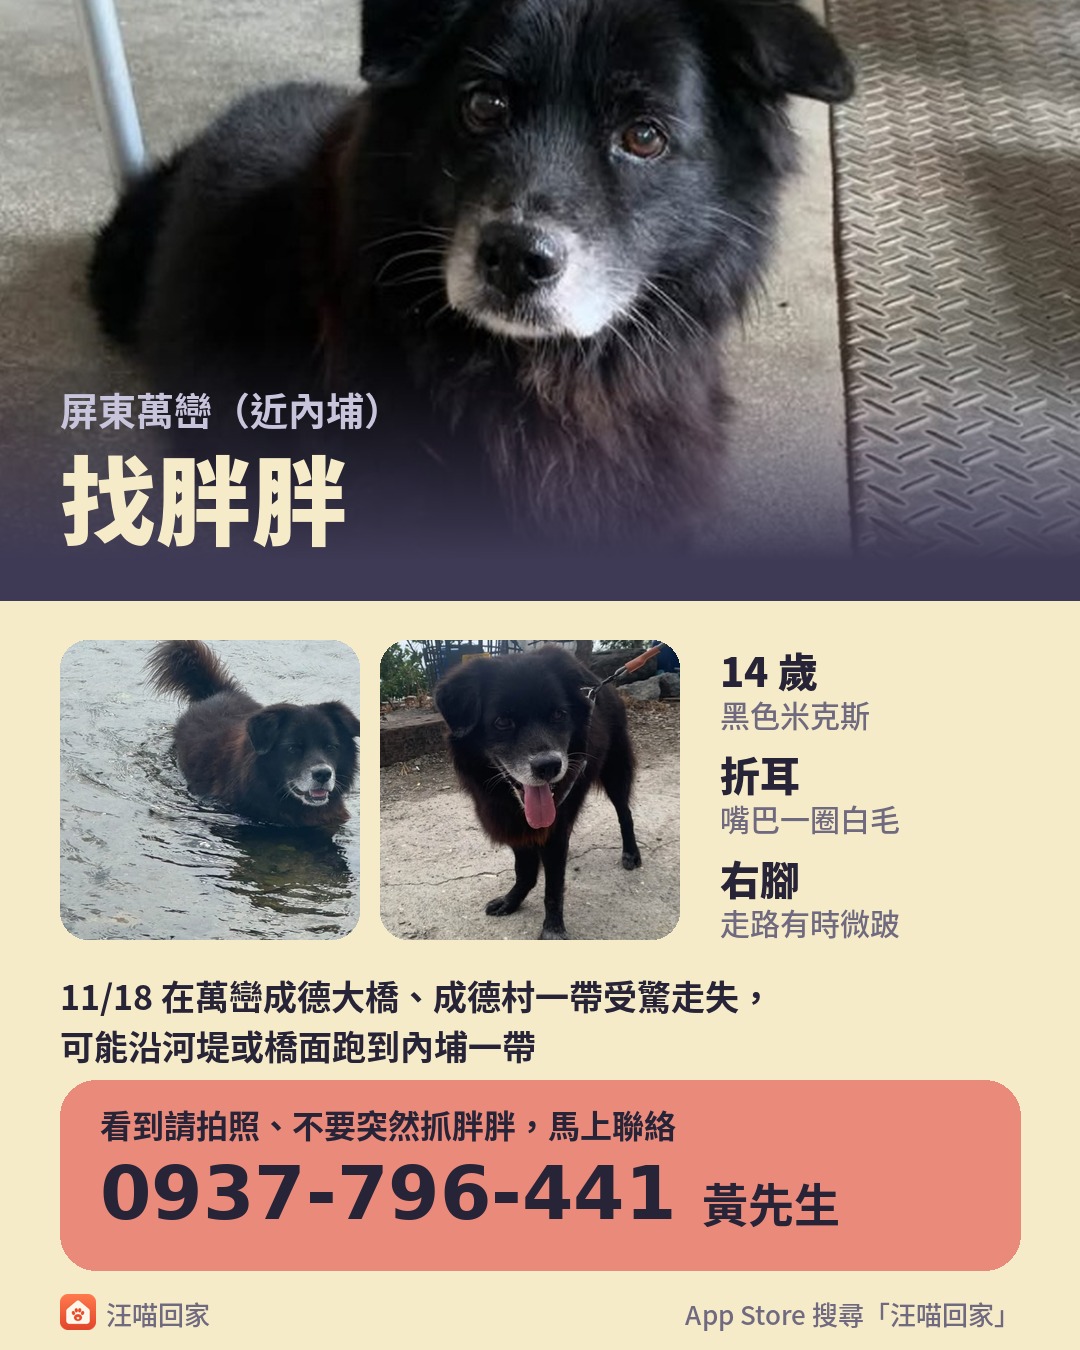 屏東萬巒（近內埔）
找胖胖
14 歲
黑色米克斯
折耳
嘴巴一圈白毛
右腳
走路有時微跛
11/18 在萬巒成德大橋、成德村一帶受驚走失，
可能沿河堤或橋面跑到內埔一帶
看到請拍照、不要突然抓胖胖，馬上聯絡
0937-796-441 黃先生
汪喵回家
App Store 搜尋「汪喵回家」